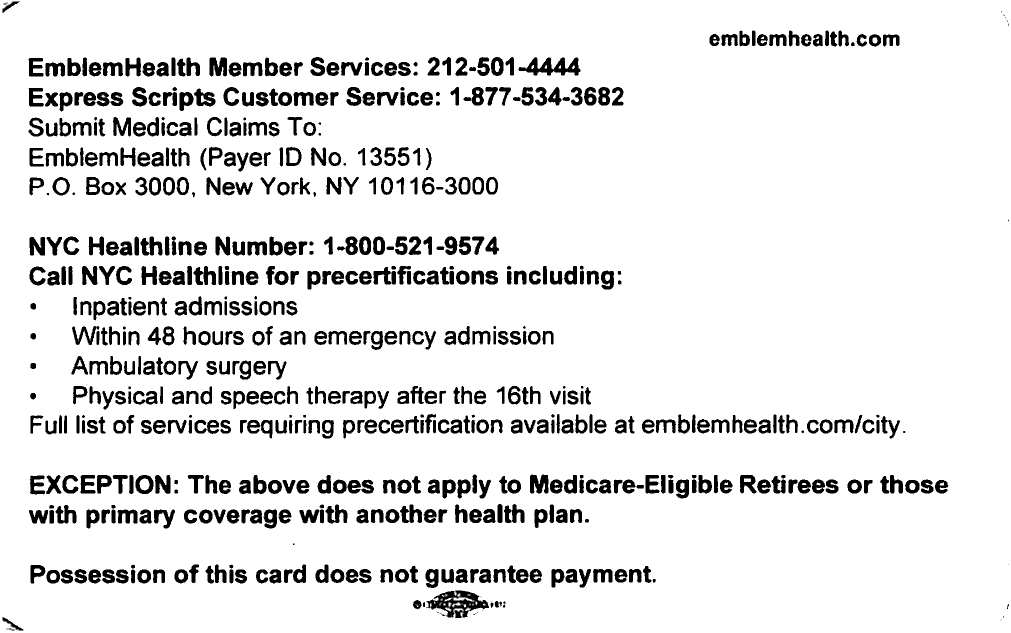 emblemhealth.com
EmblemHealth Member Services: 212-501-4444
Express Scripts Customer Service: 1-877-534-3682
Submit Medical Claims To:
EmblemHealth (Payer ID No. 13551)
P.O. Box 3000, New York, NY 10116-3000
NYC Healthline Number: 1-800-521-9574
Call NYC Healthline for precertifications including:
• Inpatient admissions
• Within 48 hours of an emergency admission
• Ambulatory surgery
• Physical and speech therapy after the 16th visit
Full list of services requiring precertification available at emblemhealth.com/city.
EXCEPTION: The above does not apply to Medicare-Eligible Retirees or those
with primary coverage with another health plan.
Possession of this card does not guarantee payment.